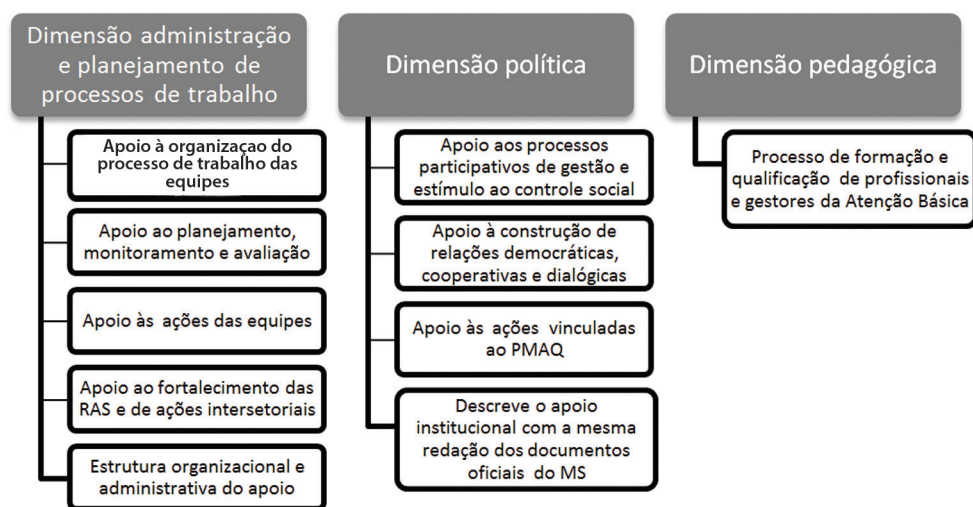 Dimensão administração
e planejamento de
processos de trabalho
Apoio à organizaçao do
processo de trabalho das
equipes
Apoio ao planejamento,
monitoramento e avaliação
Apoio às ações das equipes
Apoio ao fortalecimento das
RAS e de ações intersetoriais
Estrutura organizacional e
administrativa do apoio
Dimensão política
Apoio aos processos
participativos de gestão e
estímulo ao controle social
Apoio à construção de
relações democráticas,
cooperativas e dialógicas
Apoio às ações vinculadas
ao PMAQ
Descreve o apoio
institucional com a mesma
redação dos documentos
oficiais do MS
Dimensão pedagógica
Processo de formação e
qualificação de profissionais
e gestores da Atenção Básica